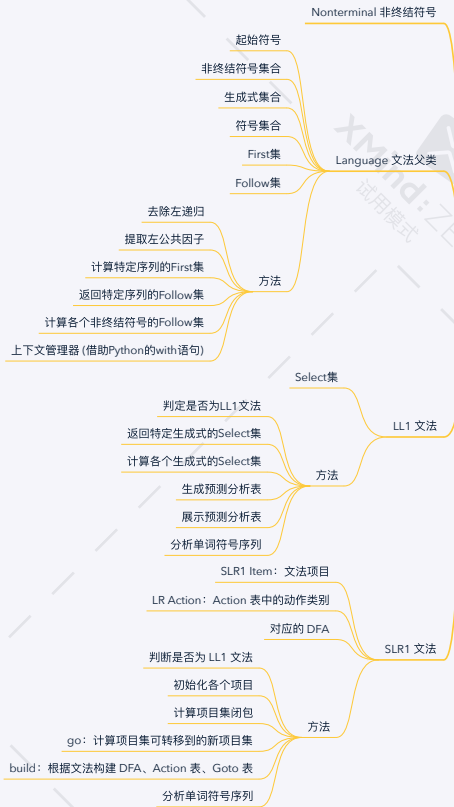 Nonterminal 非终结符号
起始符号
非终结符号集合
生成式集合
符号集合
First集
Follow集
Language 文法父类
去除左递归
提取左公共因子
计算特定序列的First集
返回特定序列的Follow集
计算各个非终结符号的Follow集
上下文管理器 (借助Python的with语句)
方法
Select集
LL1 文法
判定是否为LL1文法
返回特定生成式的Select集
计算各个生成式的Select集
生成预测分析表
展示预测分析表
分析单词符号序列
方法
SLR1 Item：文法项目
LR Action：Action 表中的动作类别
对应的 DFA
SLR1 文法
判断是否为 LL1 文法
初始化各个项目
计算项目集闭包
go：计算项目集可转移到的新项目集
build：根据文法构建 DFA、Action 表、Goto 表
分析单词符号序列
方法
XMind:ZE
试用模式